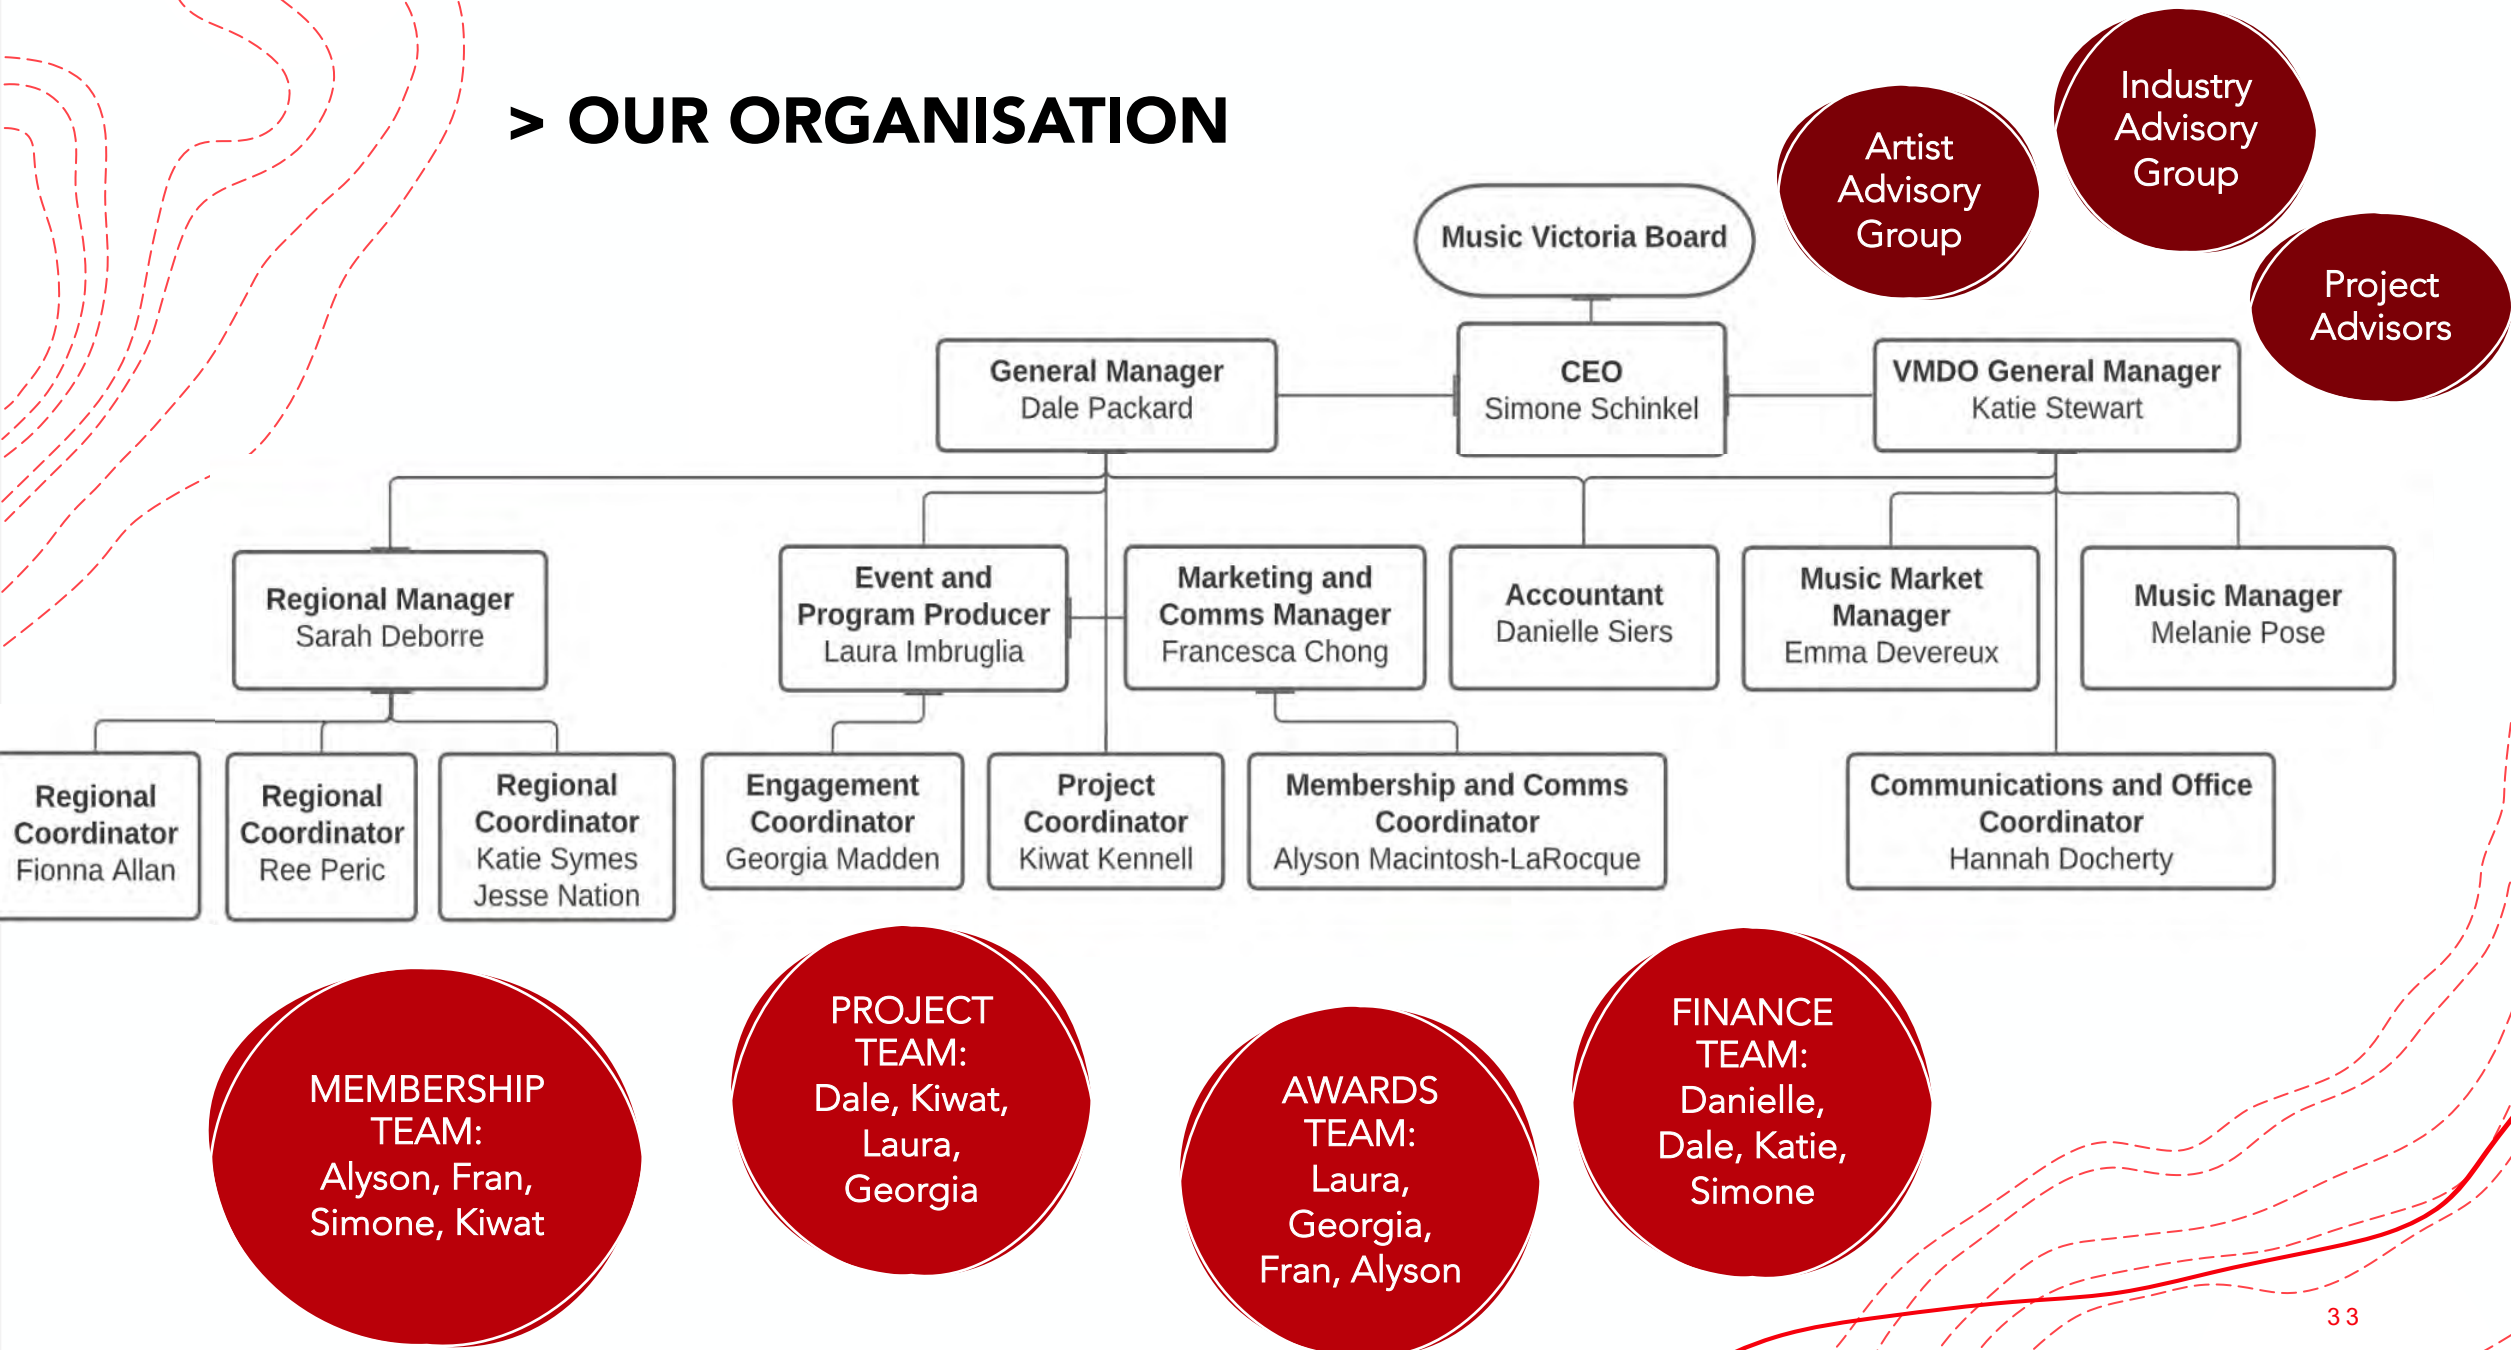 > OUR ORGANISATION
Industry
Advisory
Group
Artist
Advisory
Group
Project
Advisors
Music Victoria Board
General Manager
Dale Packard
CEO
Simone Schinkel
VMDO General Manager
Katie Stewart
Regional Manager
Sarah Deborre
Event and
Program Producer
Laura Imbruglia
Marketing and
Comms Manager
Francesca Chong
Accountant
Danielle Siers
Music Market
Manager
Emma Devereux
Music Manager
Melanie Pose
Regional
Coordinator
Fionna Allan
Regional
Coordinator
Ree Peric
Regional
Coordinator
Katie Symes
Jesse Nation
Engagement
Coordinator
Georgia Madden
Project
Coordinator
Kiwat Kennell
Membership and Comms
Coordinator
Alyson Macintosh-LaRocque
Communications and Office
Coordinator
Hannah Docherty
MEMBERSHIP
TEAM:
Alyson, Fran,
Simone, Kiwat
PROJECT
TEAM:
Dale, Kiwat,
Laura,
Georgia
AWARDS
TEAM:
Laura,
Georgia,
Fran, Alyson
FINANCE
TEAM:
Danielle,
Dale, Katie,
Simone
33